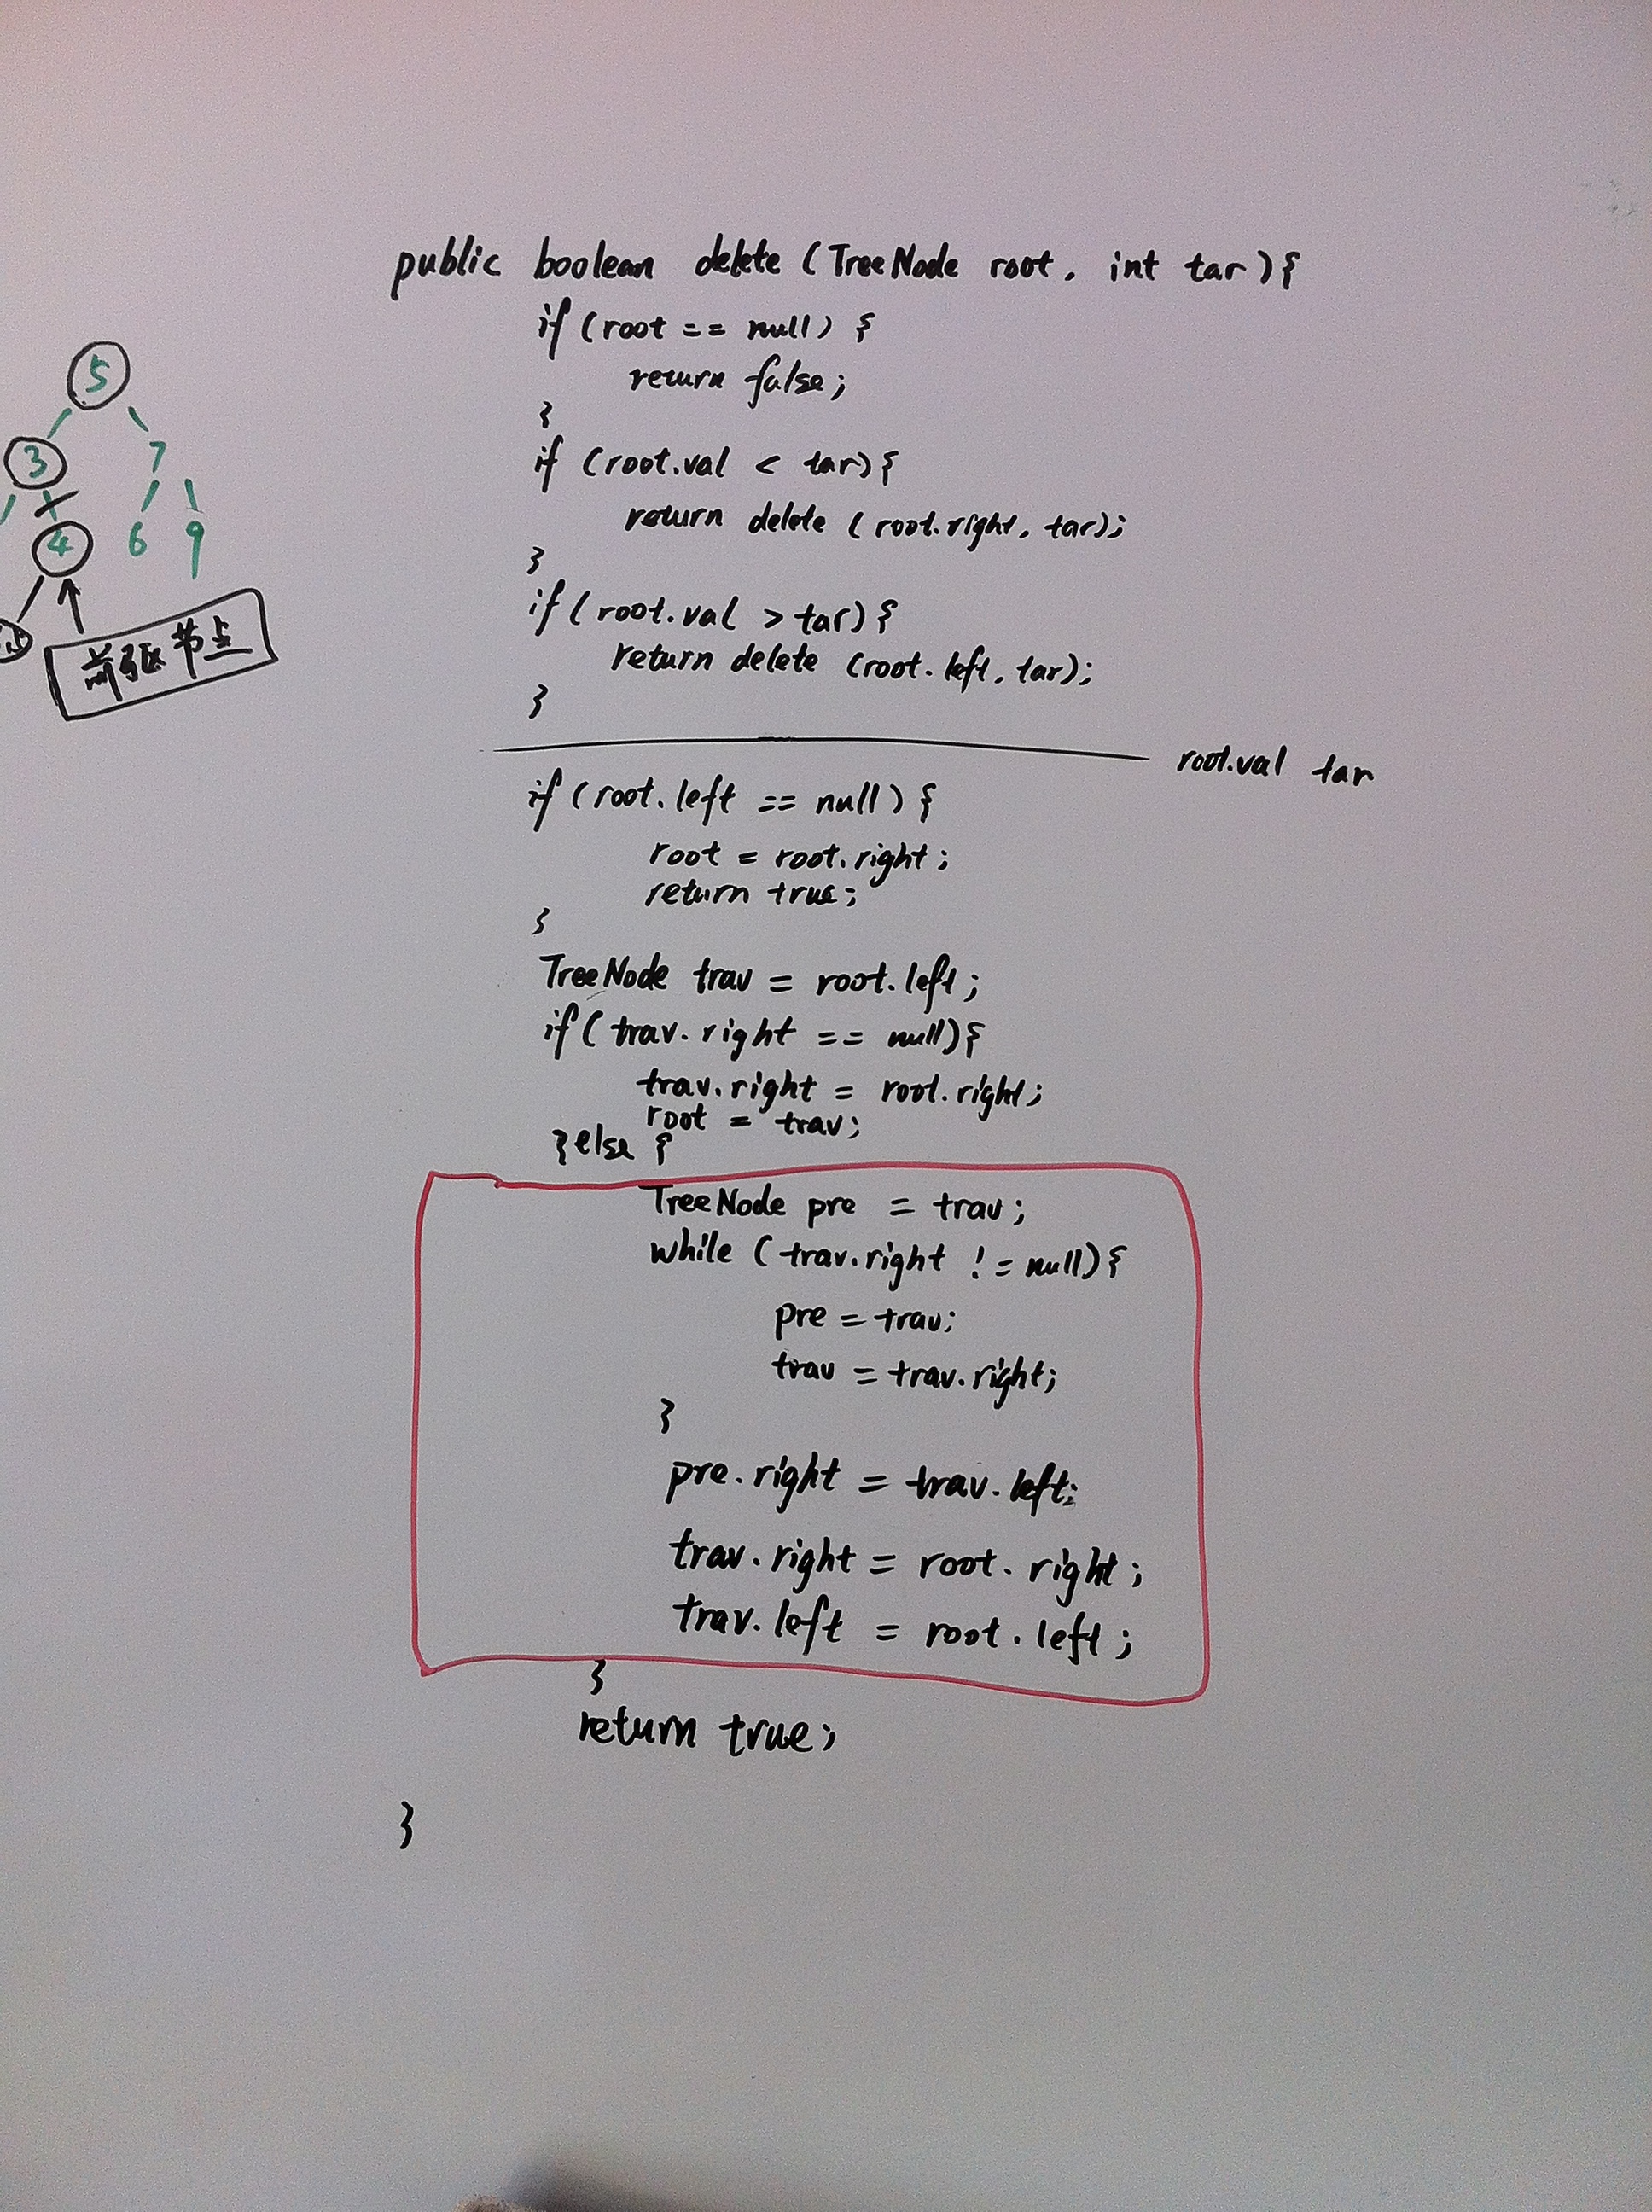 public boolean delete (TreeNode root, int tar) {
if (root == null) {
return false;
}
if (root.val < tar) {
return delete (root.right, tar);
}
if (root.val > tar) {
return delete (root.left, tar);
}
root.val tar
if (root.left == null) {
root = root.right;
return true;
}
TreeNode trav = root.left;
if (trav.right == null) {
trav.right = root.right;
root = trav;
} else {
TreeNode pre = trav;
while (trav.right != null) {
pre = trav;
trav = trav.right;
}
pre.right = trav.left;
trav.right = root.right;
trav.left = root.left;
}
return true;
}
5
3 7
4 6 9
前驱节点